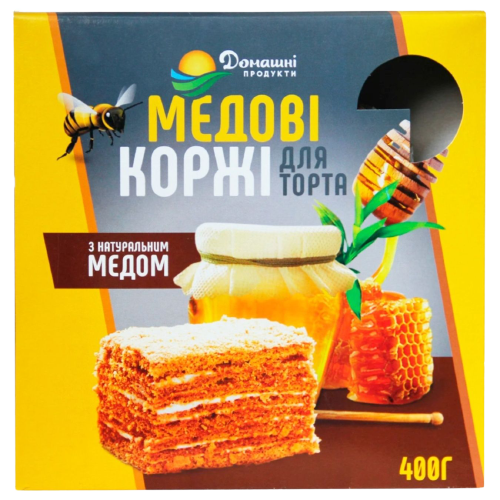 Домашні
ПРОДУКТИ
МЕДОВІ
КОРЖІ
ДЛЯ
ТОРТА
З НАТУРАЛЬНИМ
МЕДОМ
400Г